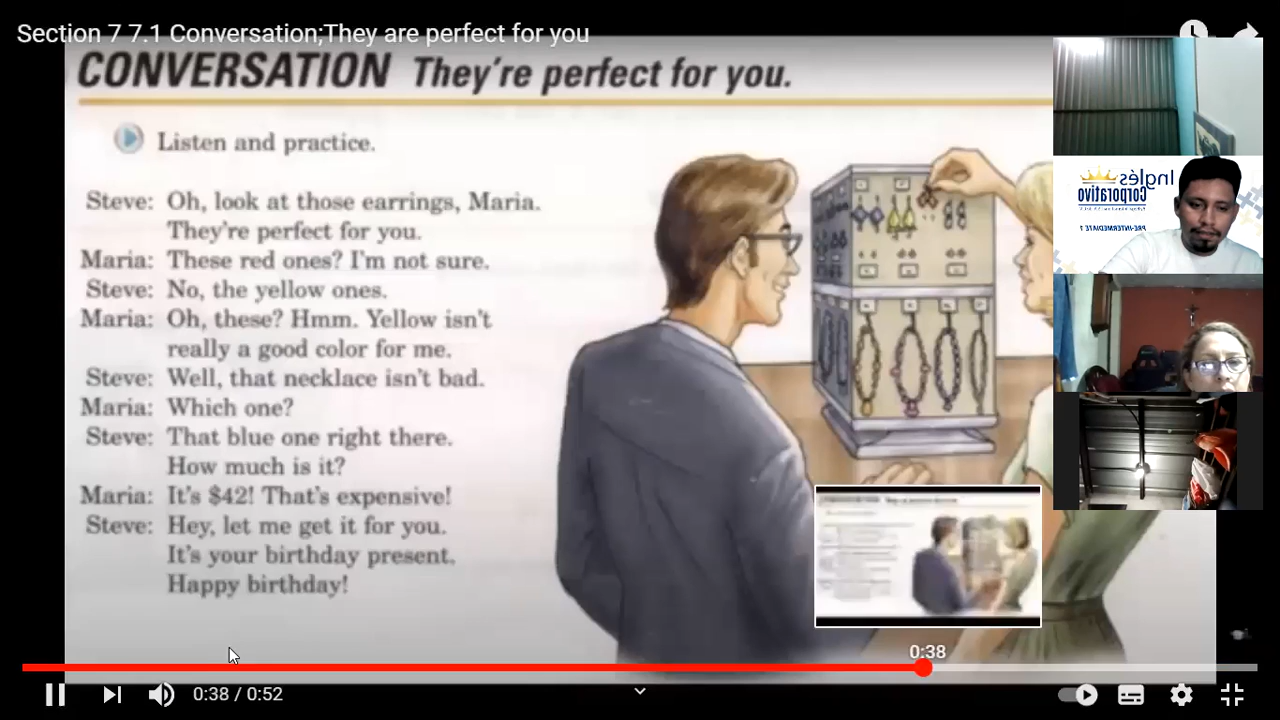 Section 7 7.1 Conversation;They are perfect for you
CONVERSATION They're perfect for you.
Listen and practice.
Steve: Oh, look at those earrings, Maria.
They're perfect for you.
Maria: These red ones? I'm not sure.
Steve: No, the yellow ones.
Maria: Oh, these? Hmm. Yellow isn't
really a good color for me.
Steve: Well, that necklace isn't bad.
Maria: Which one?
Steve: That blue one right there.
How much is it?
Maria: It's $42! That's expensive!
Steve: Hey, let me get it for you.
It's your birthday present.
Happy birthday!
Inglés
Corporativo
PRE-INTERMEDIATE 1
0:38
0:38 / 0:52